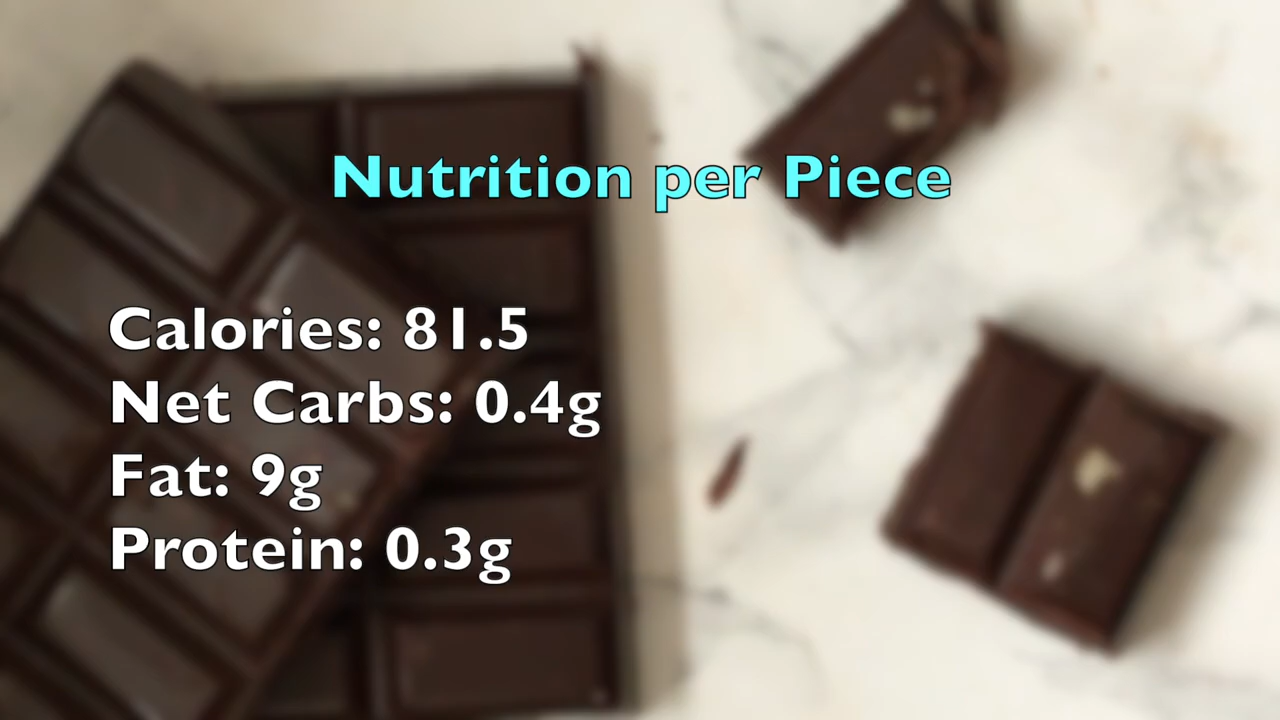 Nutrition per Piece
Calories: 81.5
Net Carbs: 0.4g
Fat: 9g
Protein: 0.3g